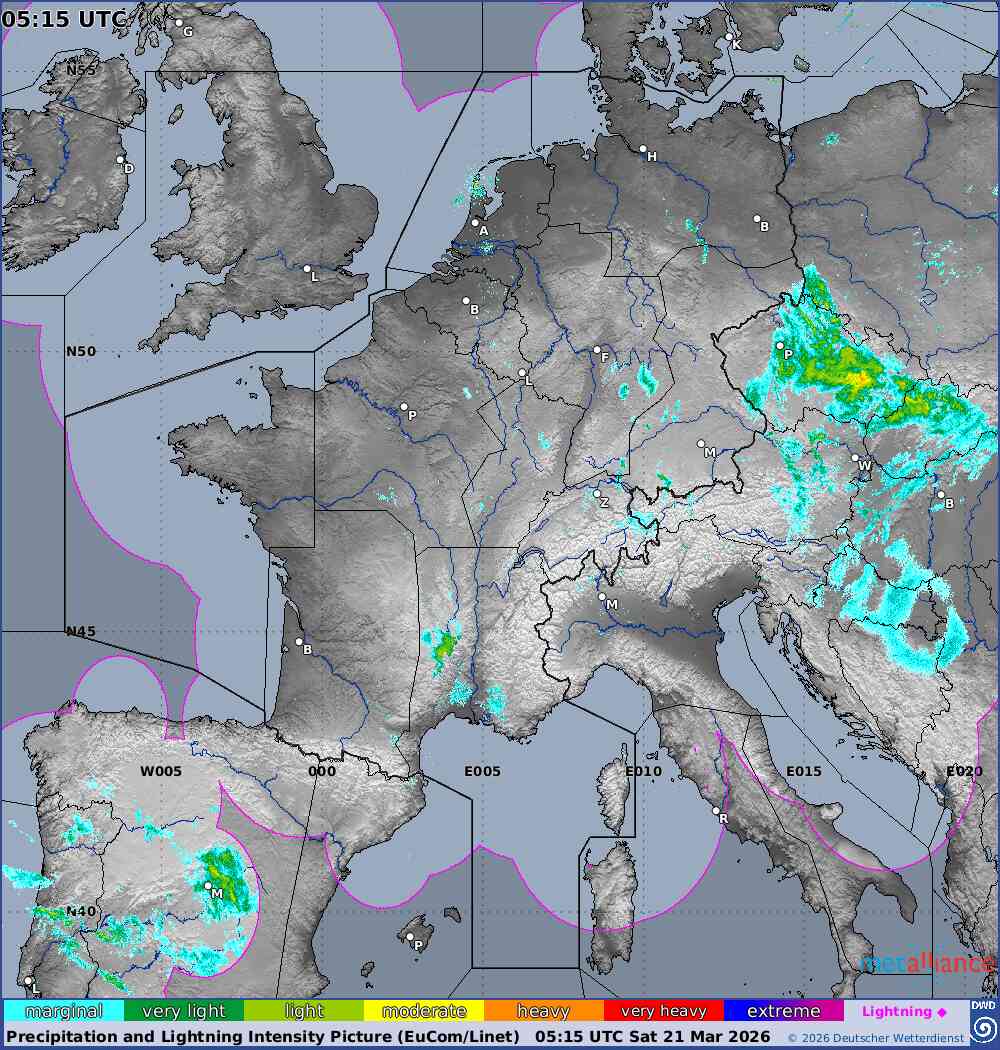 05:15 UTC
G
K
N55
H
D
A
B
L
B
N50
P
F
L
P
M
W
Z
B
M
N45
B
W005
000
E005
E010
E015
E020
R
M
N40
P
L
metalliance
marginal
very light
light
moderate
heavy
very heavy
extreme
Lightning ◆
DWD
Precipitation and Lightning Intensity Picture (EuCom/Linet) 05:15 UTC Sat 21 Mar 2026 © 2026 Deutscher Wetterdienst